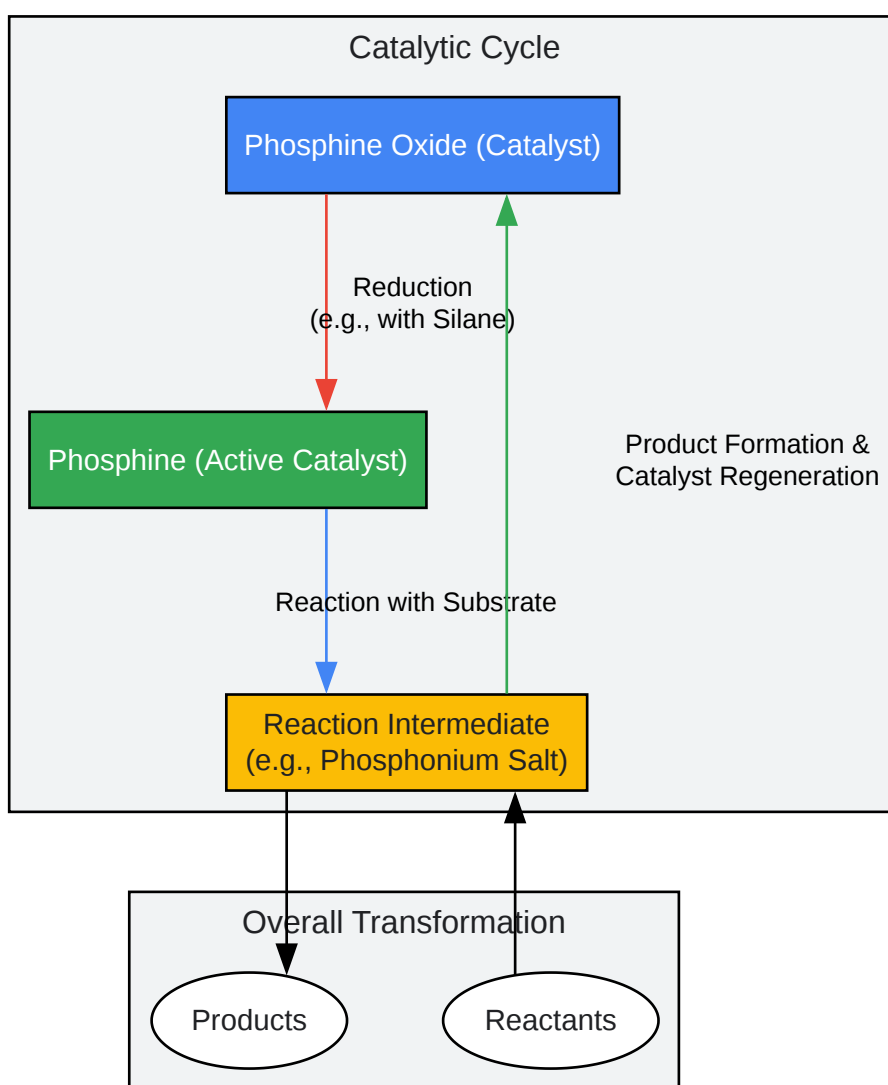 Catalytic Cycle
Phosphine Oxide (Catalyst)
Reduction
(e.g., with Silane)
Phosphine (Active Catalyst)
Product Formation &
Catalyst Regeneration
Reaction with Substrate
Reaction Intermediate
(e.g., Phosphonium Salt)
Overall Transformation
Products
Reactants